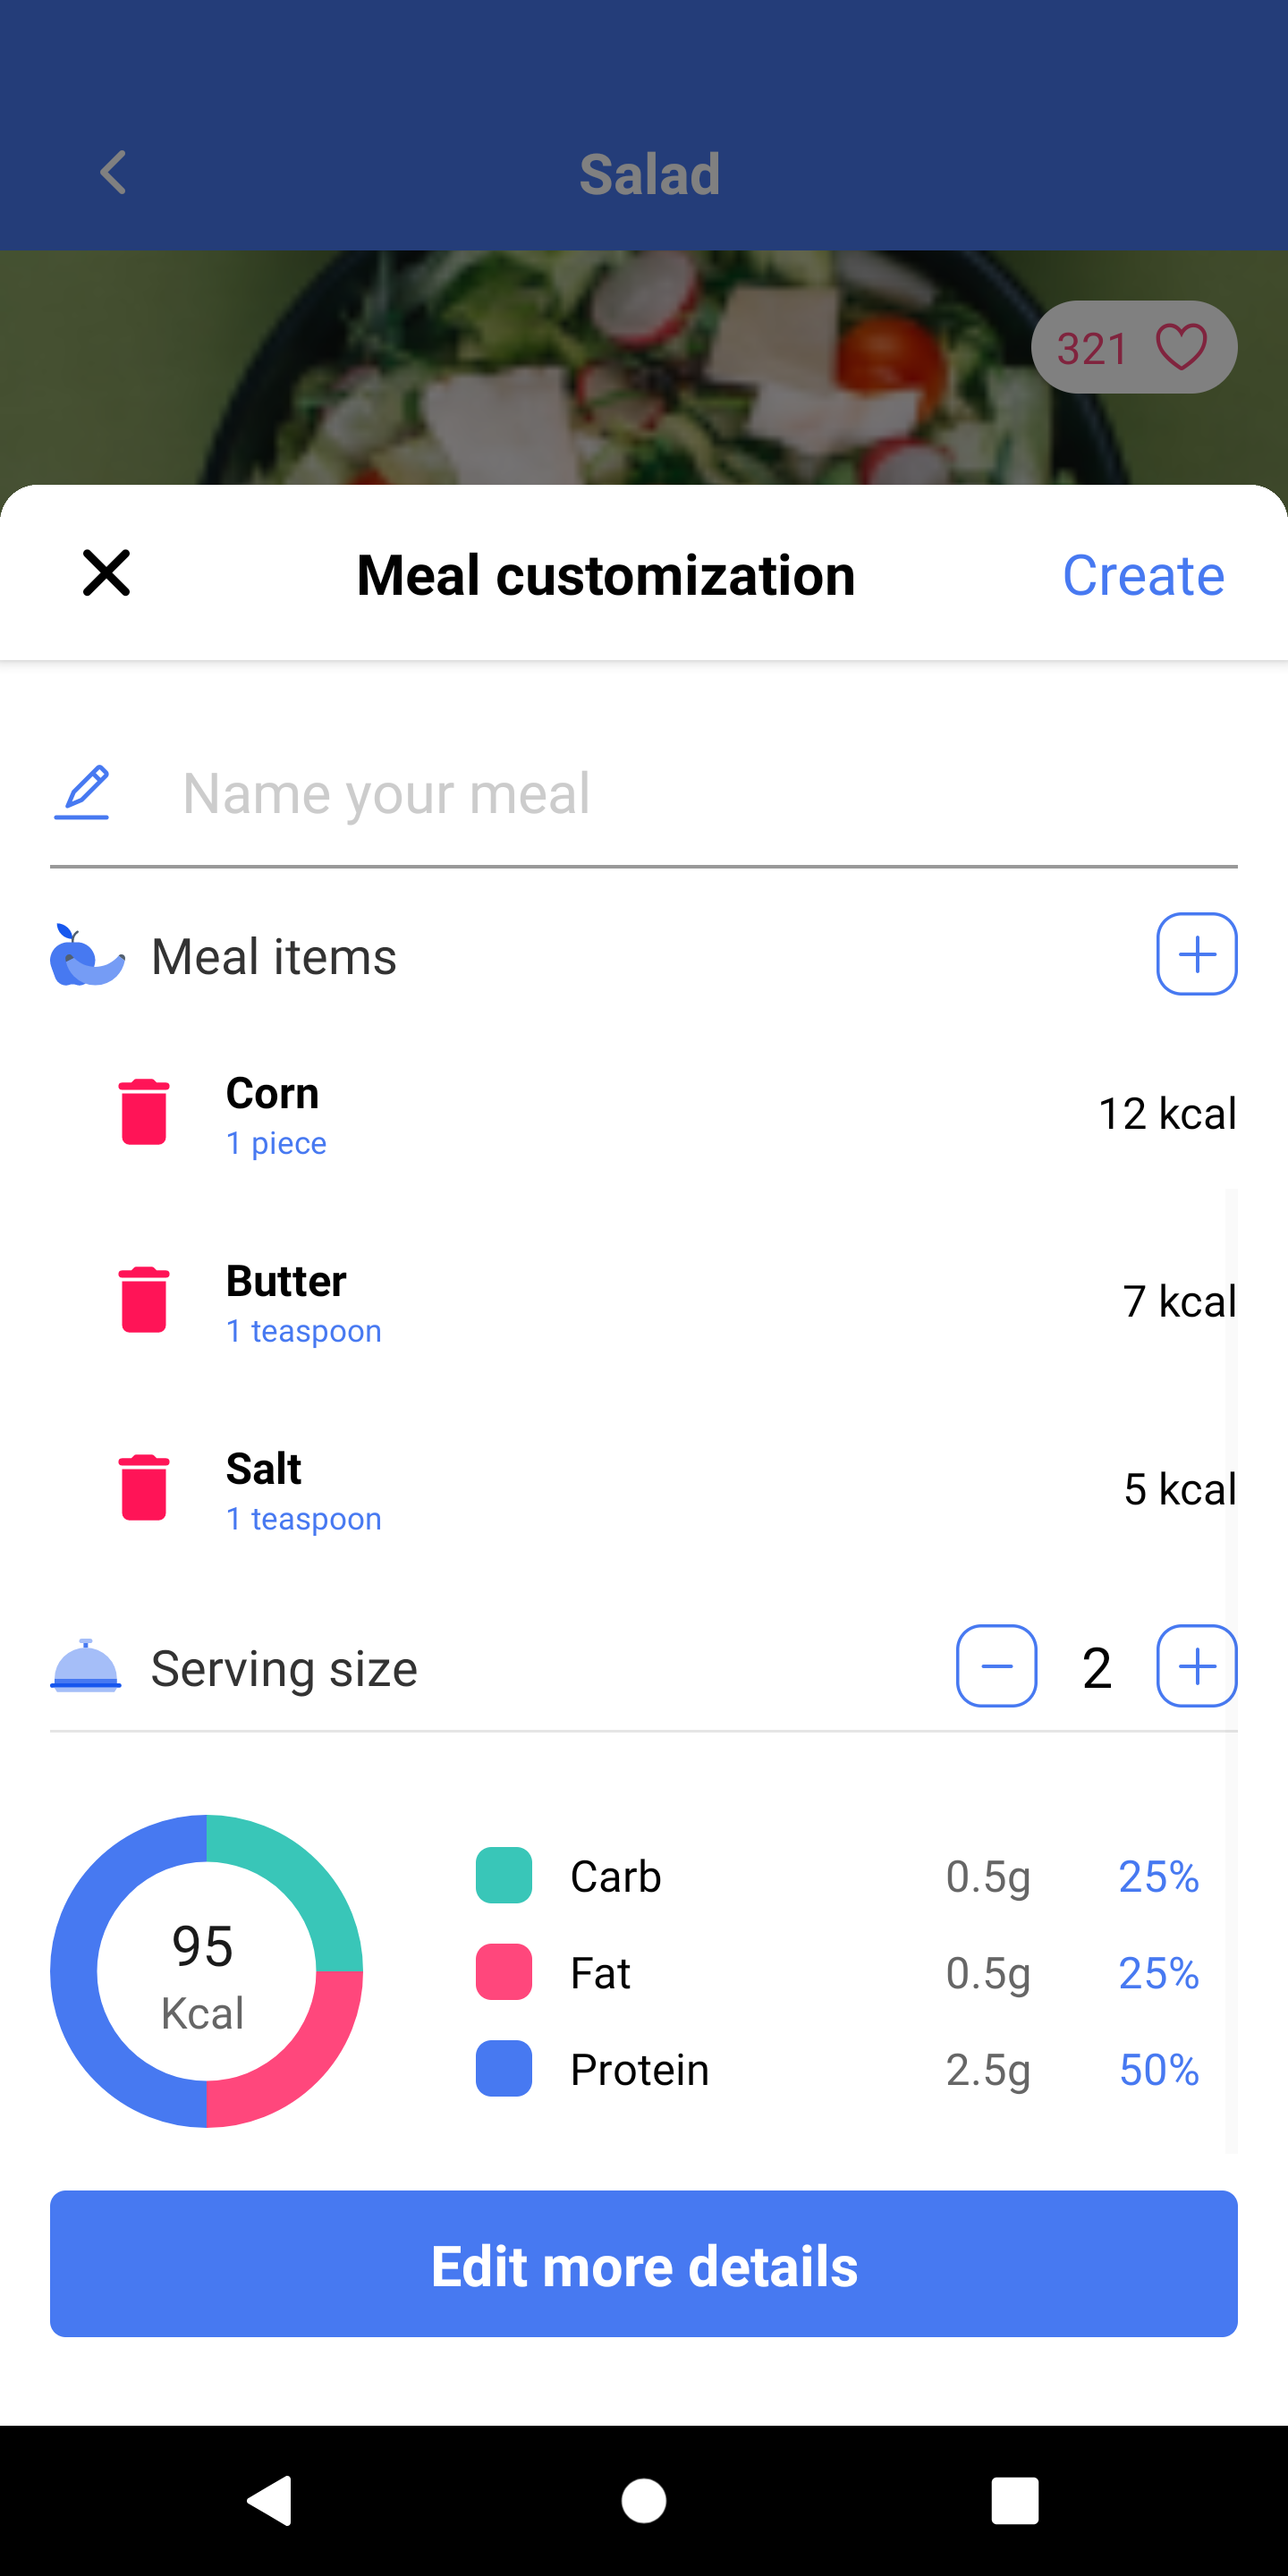 Salad
321
Meal customization
Create
Name your meal
Meal items
Corn
1 piece
12 kcal
Butter
1 teaspoon
7 kcal
Salt
1 teaspoon
5 kcal
Serving size
2
95
Kcal
Carb 0.5g 25%
Fat 0.5g 25%
Protein 2.5g 50%
Edit more details